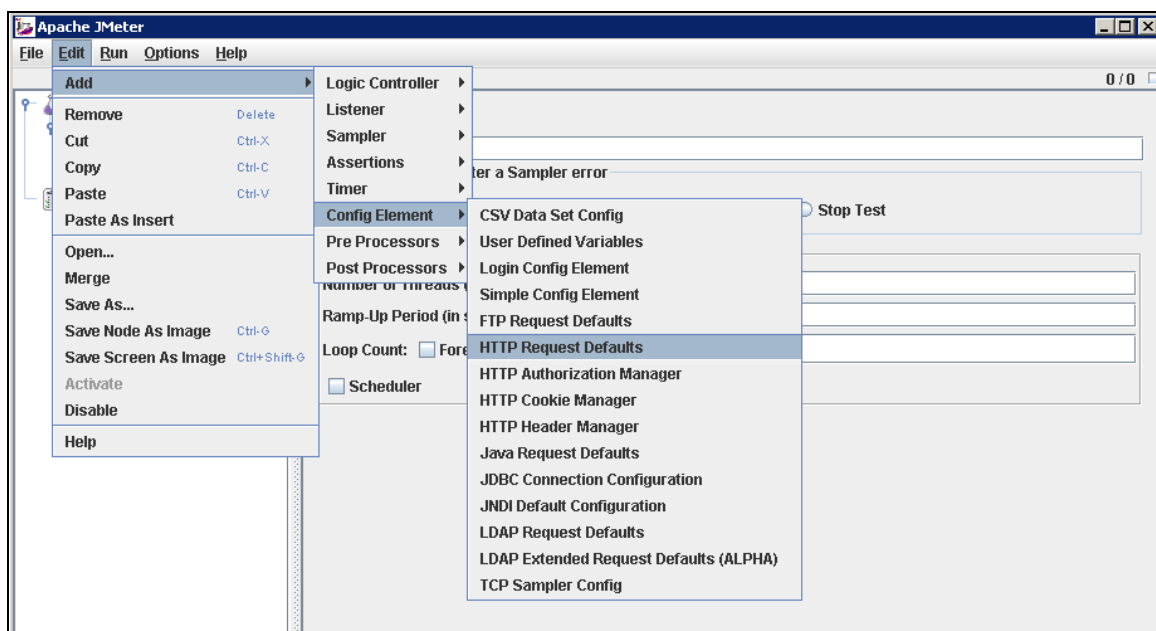 Apache JMeter
File Edit Run Options Help
0 / 0
Add
Remove Delete
Cut Ctrl-X
Copy Ctrl-C
Paste Ctrl-V
Paste As Insert
Open...
Merge
Save As...
Save Node As Image Ctrl-G
Save Screen As Image Ctrl+Shift-G
Activate
Disable
Help
Logic Controller
Listener
Sampler
Assertions
Timer
Config Element
Pre Processors
Post Processors
CSV Data Set Config
User Defined Variables
Login Config Element
Simple Config Element
FTP Request Defaults
HTTP Request Defaults
HTTP Authorization Manager
HTTP Cookie Manager
HTTP Header Manager
Java Request Defaults
JDBC Connection Configuration
JNDI Default Configuration
LDAP Request Defaults
LDAP Extended Request Defaults (ALPHA)
TCP Sampler Config
ter a Sampler error
Stop Test
Number of Threads (
Ramp-Up Period (in s
Loop Count: Fore
Scheduler